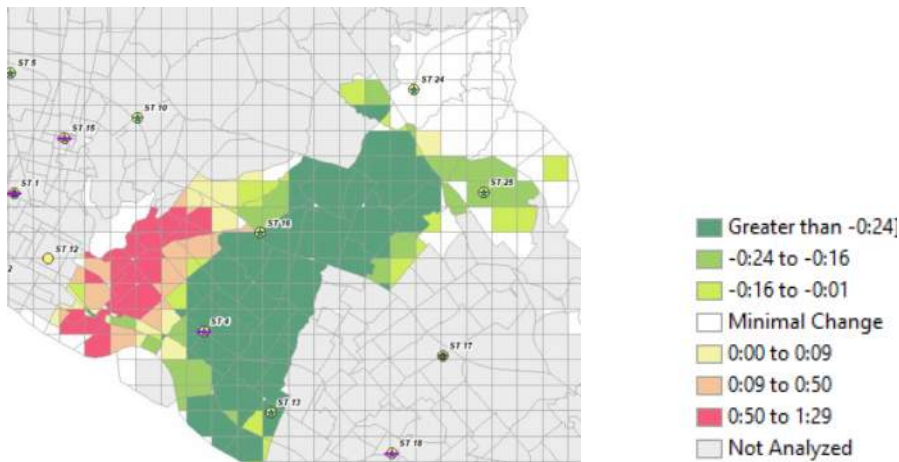 ST 5
ST 24
ST 10
ST 15
ST 1
ST 25
ST 16
ST 12
2
ST 4
ST 17
ST 13
ST 18
Greater than -0:24]
-0:24 to -0:16
-0:16 to -0:01
Minimal Change
0:00 to 0:09
0:09 to 0:50
0:50 to 1:29
Not Analyzed